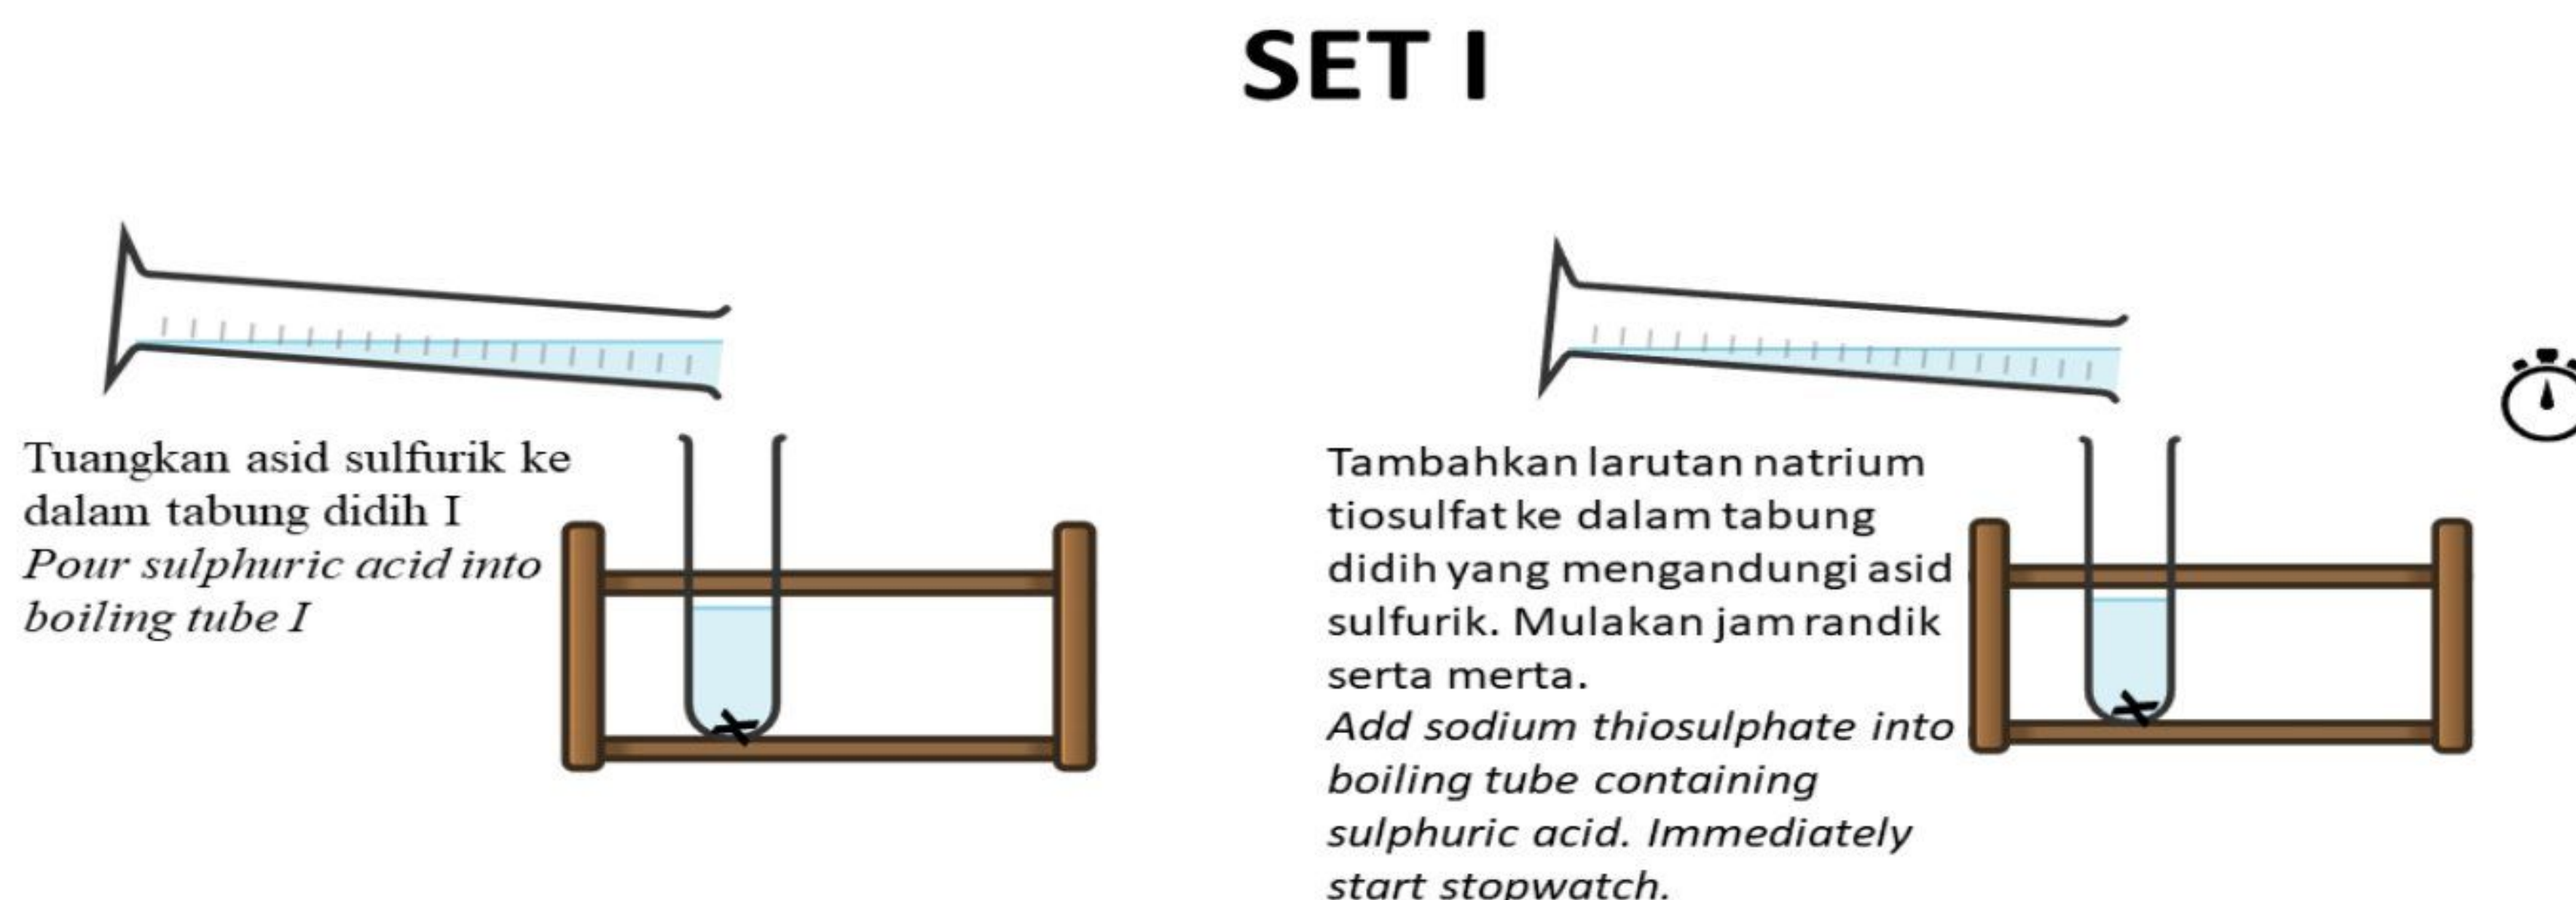 SET I
Tuangkan asid sulfurik ke
dalam tabung didih I
Pour sulphuric acid into
boiling tube I
Tambahkan larutan natrium
tiosulfat ke dalam tabung
didih yang mengandungi asid
sulfurik. Mulakan jam randik
serta merta.
Add sodium thiosulphate into
boiling tube containing
sulphuric acid. Immediately
start stopwatch.